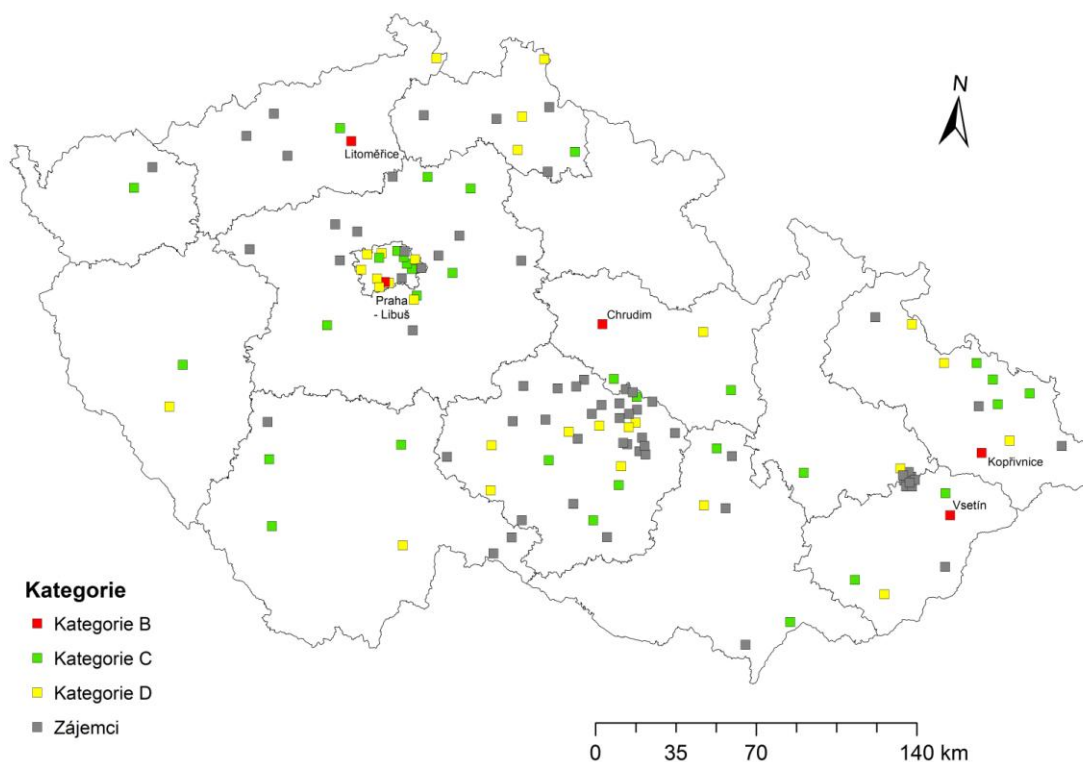 N
Litoměřice
Praha
- Libuš
Chrudim
Kopřivnice
Vsetín
Kategorie
Kategorie B
Kategorie C
Kategorie D
Zájemci
0 35 70 140 km